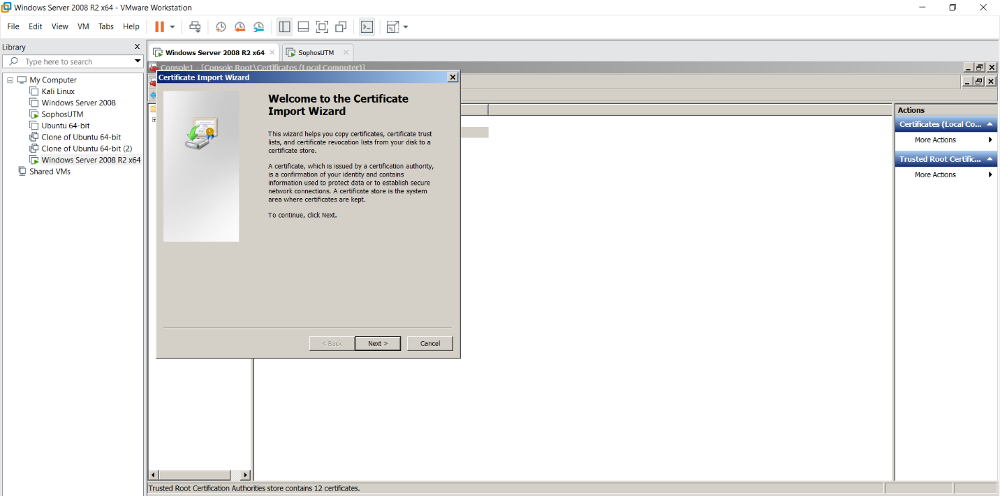 Windows Server 2008 R2 x64 - VMware Workstation
File Edit View VM Tabs Help
Library
Type here to search
My Computer
Kali Linux
Windows Server 2008
SophosUTM
Ubuntu 64-bit
Clone of Ubuntu 64-bit
Clone of Ubuntu 64-bit (2)
Windows Server 2008 R2 x64
Shared VMs
Windows Server 2008 R2 x64
SophosUTM
Console1 - [Console Root\Certificates (Local Computer)]
Certificate Import Wizard
Welcome to the Certificate
Import Wizard
This wizard helps you copy certificates, certificate trust
lists, and certificate revocation lists from your disk to a
certificate store.
A certificate, which is issued by a certification authority,
is a confirmation of your identity and contains
information used to protect data or to establish secure
network connections. A certificate store is the system
area where certificates are kept.
To continue, click Next.
< Back
Next >
Cancel
Actions
Certificates (Local Co...
More Actions
Trusted Root Certific...
More Actions
Trusted Root Certification Authorities store contains 12 certificates.